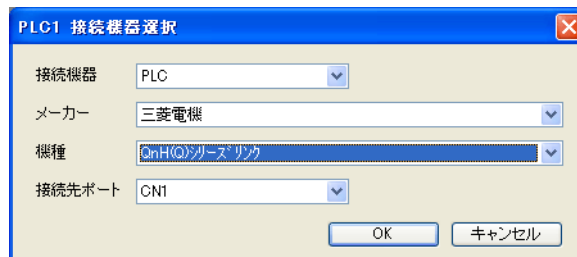 PLC1 接続機器選択
接続機器 PLC
メーカー 三菱電機
機種 QnH(Q)シリーズリンク
接続先ポート CN1
OK キャンセル